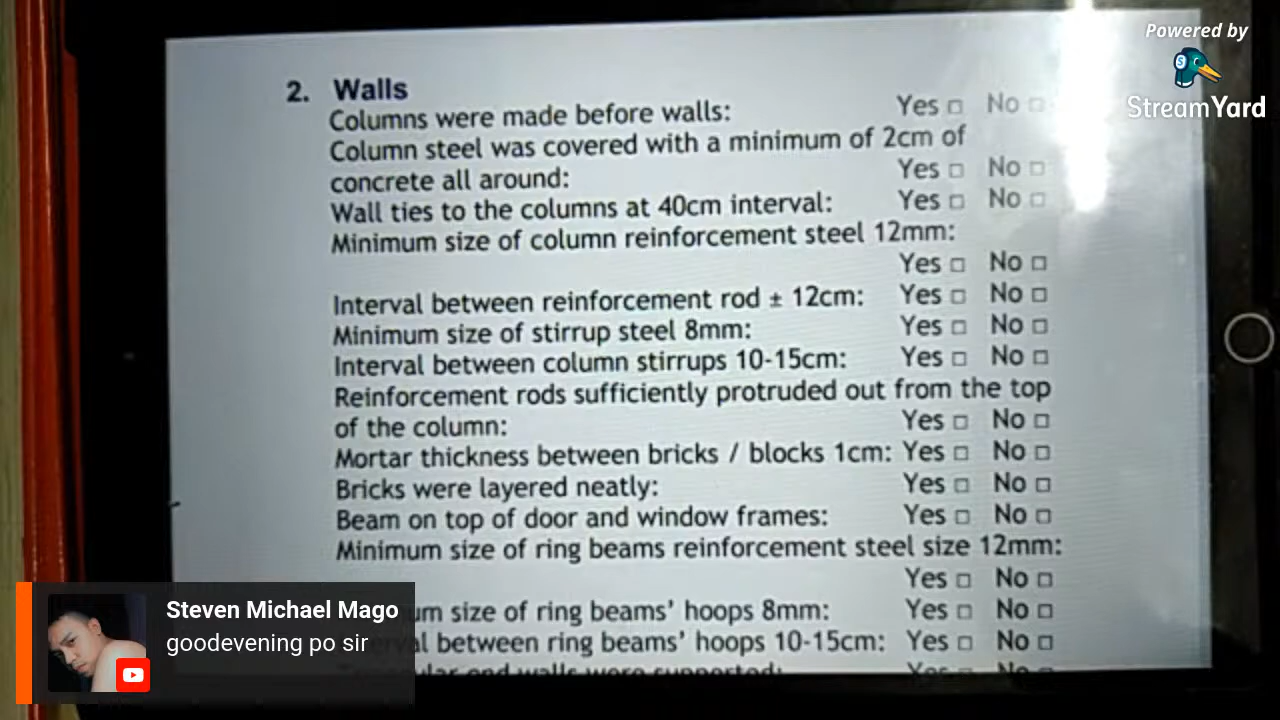 Powered by
StreamYard
2. Walls
Columns were made before walls: Yes □ No □
Column steel was covered with a minimum of 2cm of
concrete all around: Yes □ No □
Wall ties to the columns at 40cm interval: Yes □ No □
Minimum size of column reinforcement steel 12mm:
Yes □ No □
Interval between reinforcement rod ± 12cm: Yes □ No □
Minimum size of stirrup steel 8mm: Yes □ No □
Interval between column stirrups 10-15cm: Yes □ No □
Reinforcement rods sufficiently protruded out from the top
of the column: Yes □ No □
Mortar thickness between bricks / blocks 1cm: Yes □ No □
Bricks were layered neatly: Yes □ No □
Beam on top of door and window frames: Yes □ No □
Minimum size of ring beams reinforcement steel size 12mm:
Yes □ No □
size of ring beams' hoops 8mm: Yes □ No □
between ring beams' hoops 10-15cm: Yes □ No □
end walls were supported: Yes □ No □
Steven Michael Mago
goodevening po sir